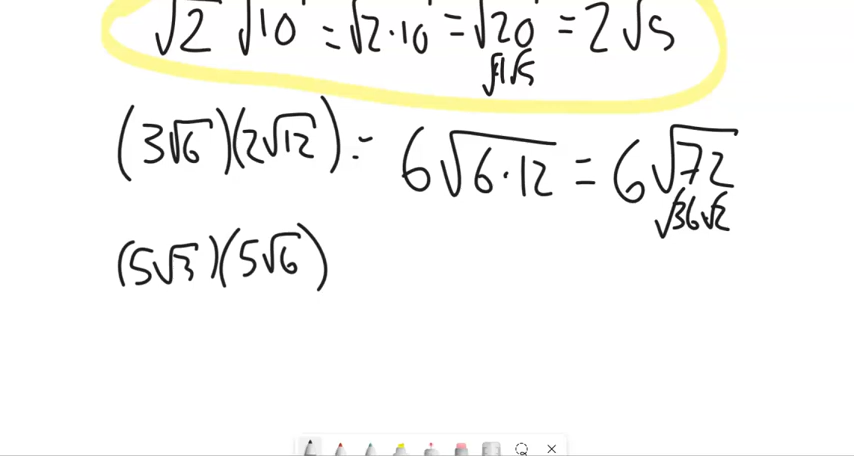 √2 √10 = √2·10 = √20 = 2√5
√4 √5
(3√6)(2√12) = 6√6·12 = 6√72
√36 √2
(5√3)(5√6)